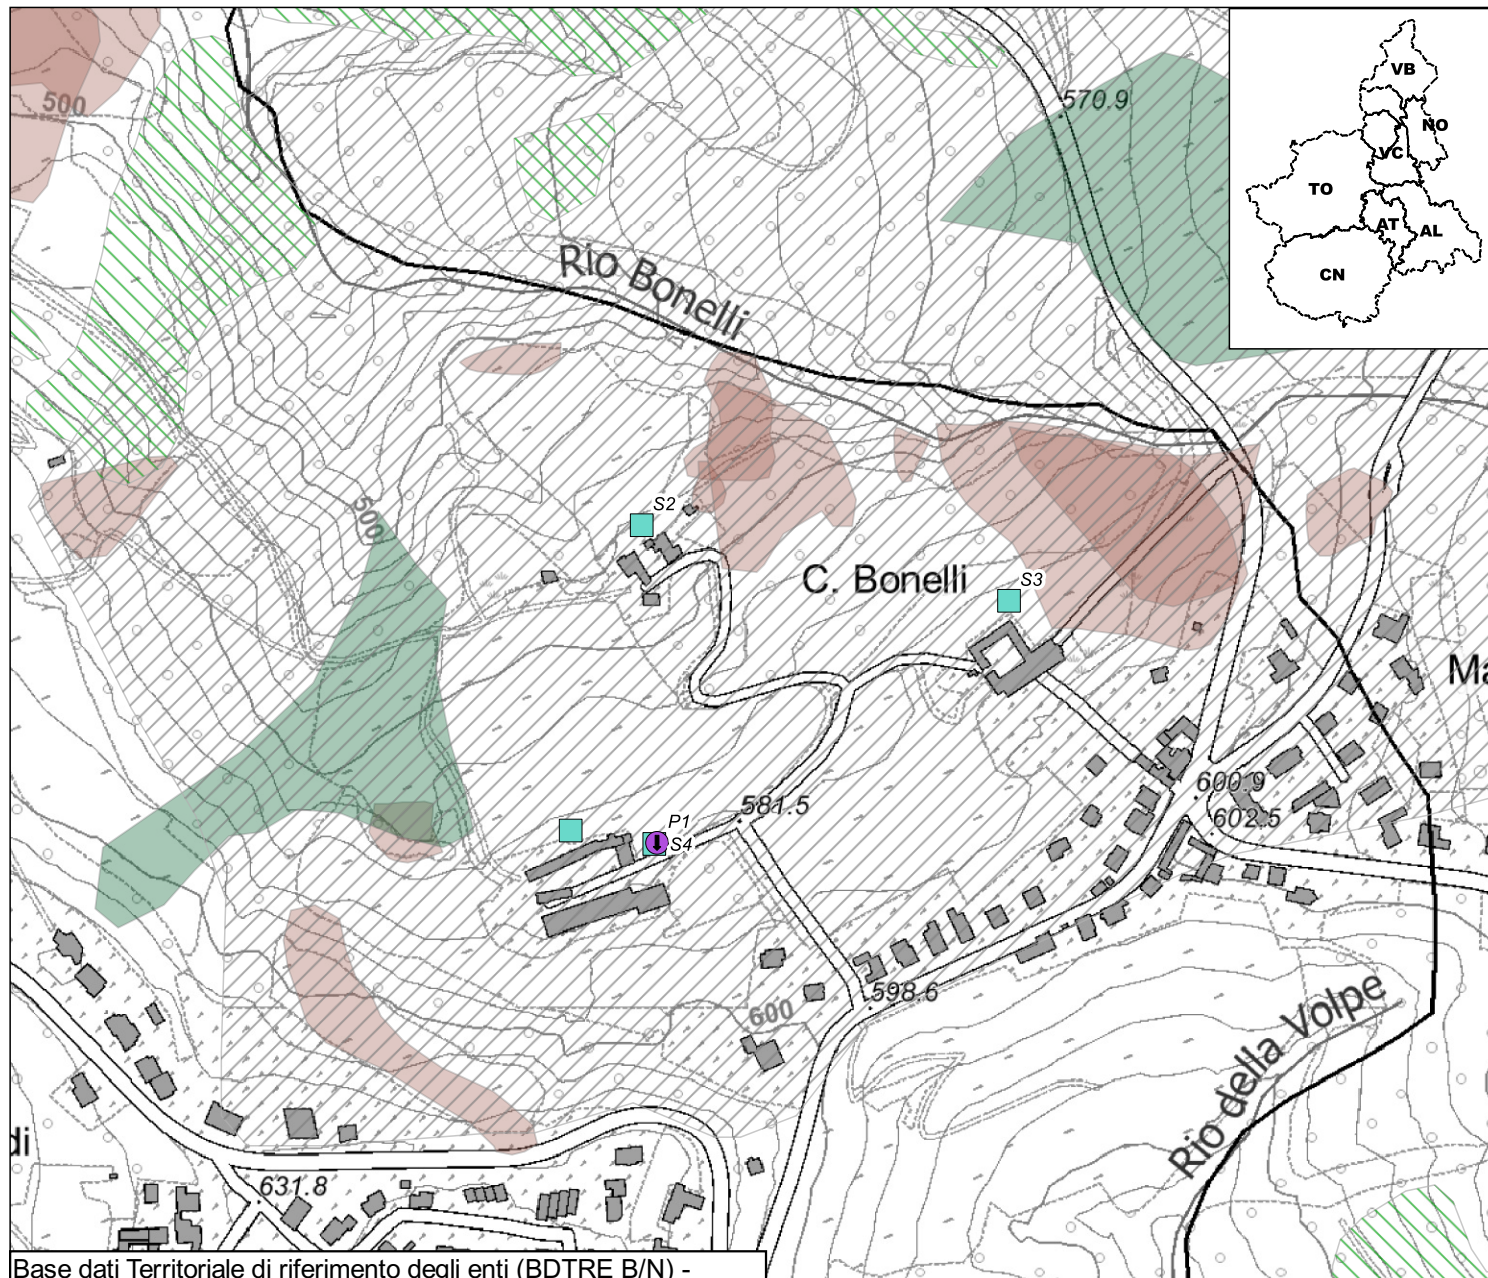 500
570.9
VB
NO
VC
TO
AT
AL
CN
Rio Bonelli
500
S2
C. Bonelli
S3
Ma
581.5
P1
S4
600.9
602.5
598.6
600
Rio della Volpe
di
631.8
Base dati Territoriale di riferimento degli enti (BDTRE B/N) -